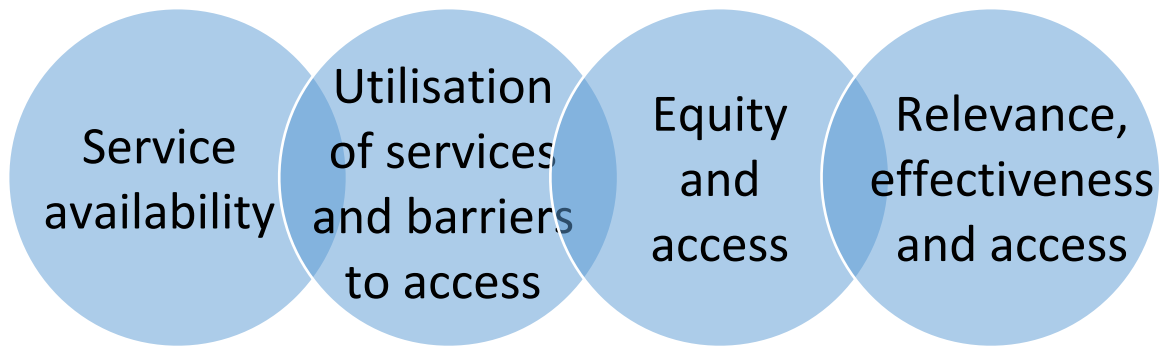 Service
availability
Utilisation
of services
and barriers
to access
Equity
and
access
Relevance,
effectiveness
and access